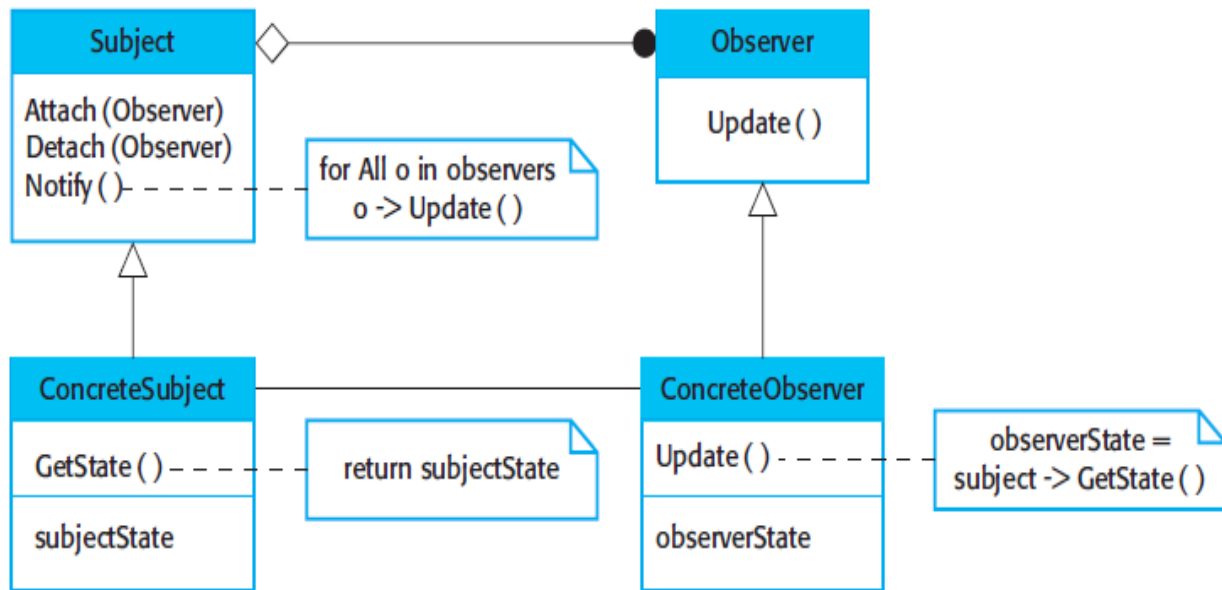 Subject
Observer
Attach (Observer)
Detach (Observer)
Notify ( )
for All o in observers
o -> Update ( )
Update ( )
ConcreteSubject
ConcreteObserver
GetState ( )
return subjectState
Update ( )
observerState =
subject -> GetState ( )
subjectState
observerState